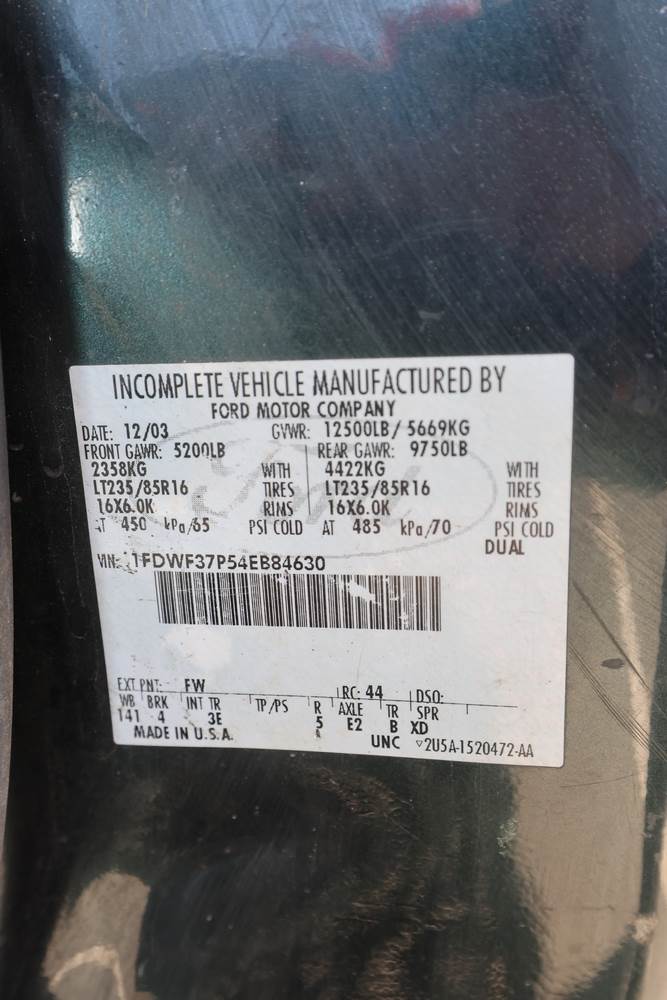 INCOMPLETE VEHICLE MANUFACTURED BY
FORD MOTOR COMPANY
DATE: 12/03 GVWR: 12500LB/ 5669KG
FRONT GAWR: 5200LB REAR GAWR: 9750LB
2358KG WITH 4422KG WITH
LT235/85R16 TIRES LT235/85R16 TIRES
16X6.0K RIMS 16X6.0K RIMS
AT 450 kPa/65 PSI COLD AT 485 kPa/70 PSI COLD
DUAL
VIN: 1FDWF37P54EB84630
EXT PNT: FW RC: 44 DSO:
WB BRK INT TR TP/PS R AXLE TR SPR
141 4 3E 5 E2 B XD
MADE IN U.S.A. UNC ▽2U5A-1520472-AA
Ford